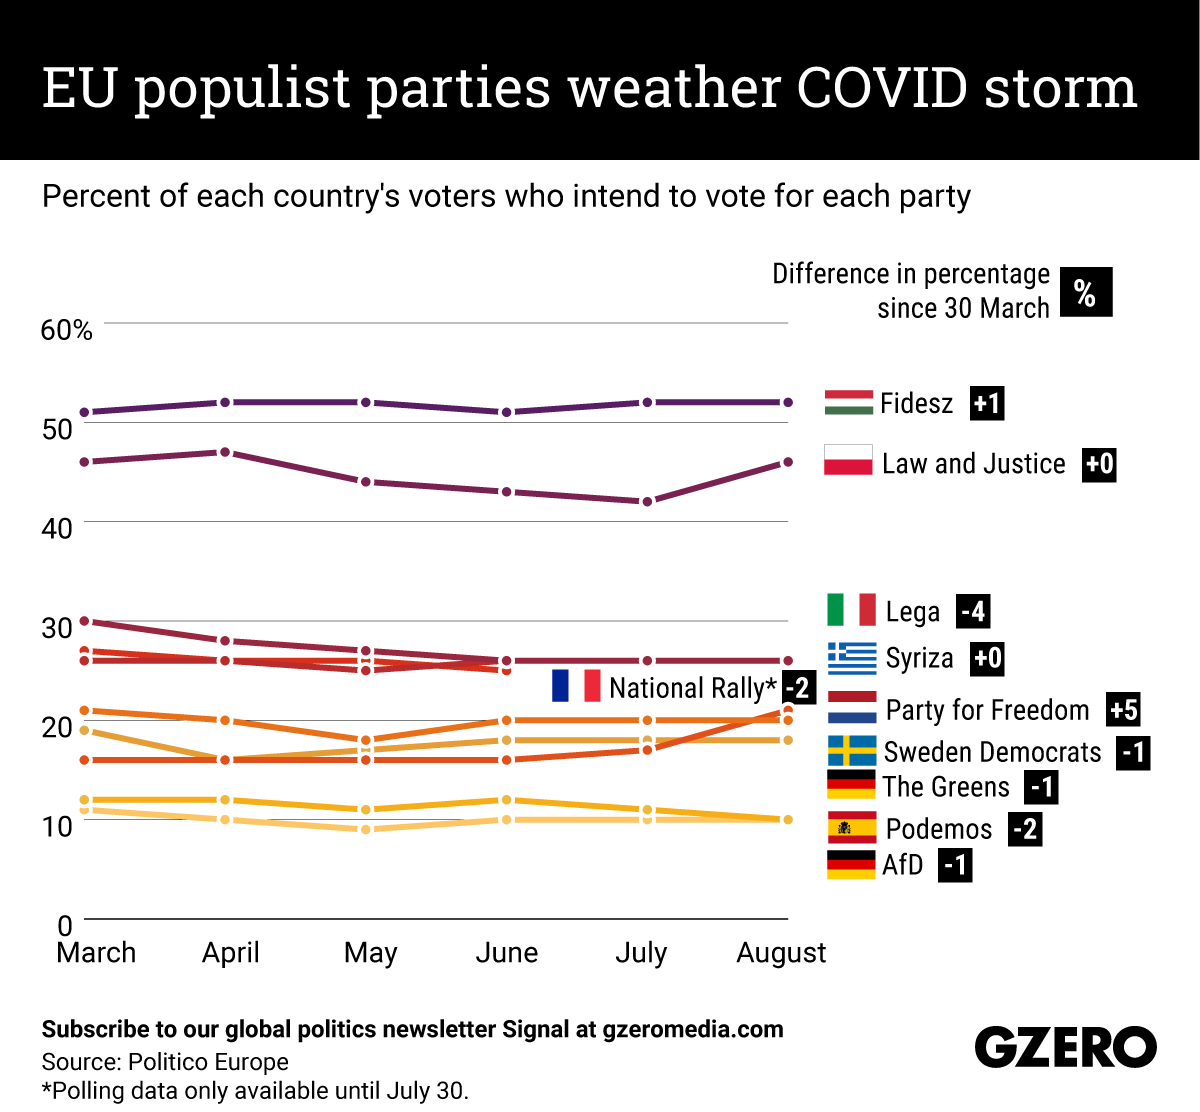 EU populist parties weather COVID storm
Percent of each country's voters who intend to vote for each party
Difference in percentage
since 30 March
%
60%
50
40
30
20
10
0
Fidesz +1
Law and Justice +0
Lega -4
Syriza +0
National Rally* -2
Party for Freedom +5
Sweden Democrats -1
The Greens -1
Podemos -2
AfD -1
March April May June July August
Subscribe to our global politics newsletter Signal at gzeromedia.com
Source: Politico Europe
*Polling data only available until July 30.
GZERO